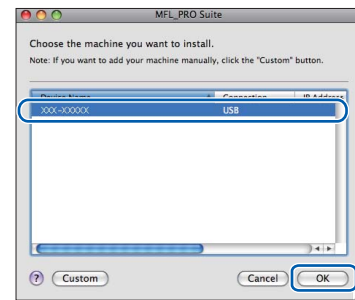 MFL_PRO Suite
Choose the machine you want to install.
Note: If you want to add your machine manually, click the "Custom" button.
Device Name Connection IP Address
XXX-XXXXX USB
? Custom Cancel OK